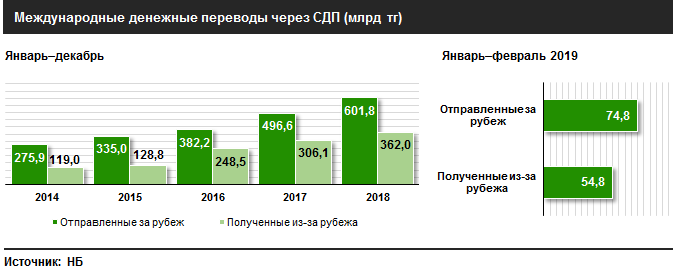 Международные денежные переводы через СДП (млрд тг)
Январь–декабрь
275,9 119,0 335,0 128,8 382,2 248,5 496,6 306,1 601,8 362,0
2014 2015 2016 2017 2018
Отправленные за рубеж Полученные из-за рубежа
Январь–февраль 2019
Отправленные за
рубеж
74,8
Полученные из-за
рубежа
54,8
Источник: НБ